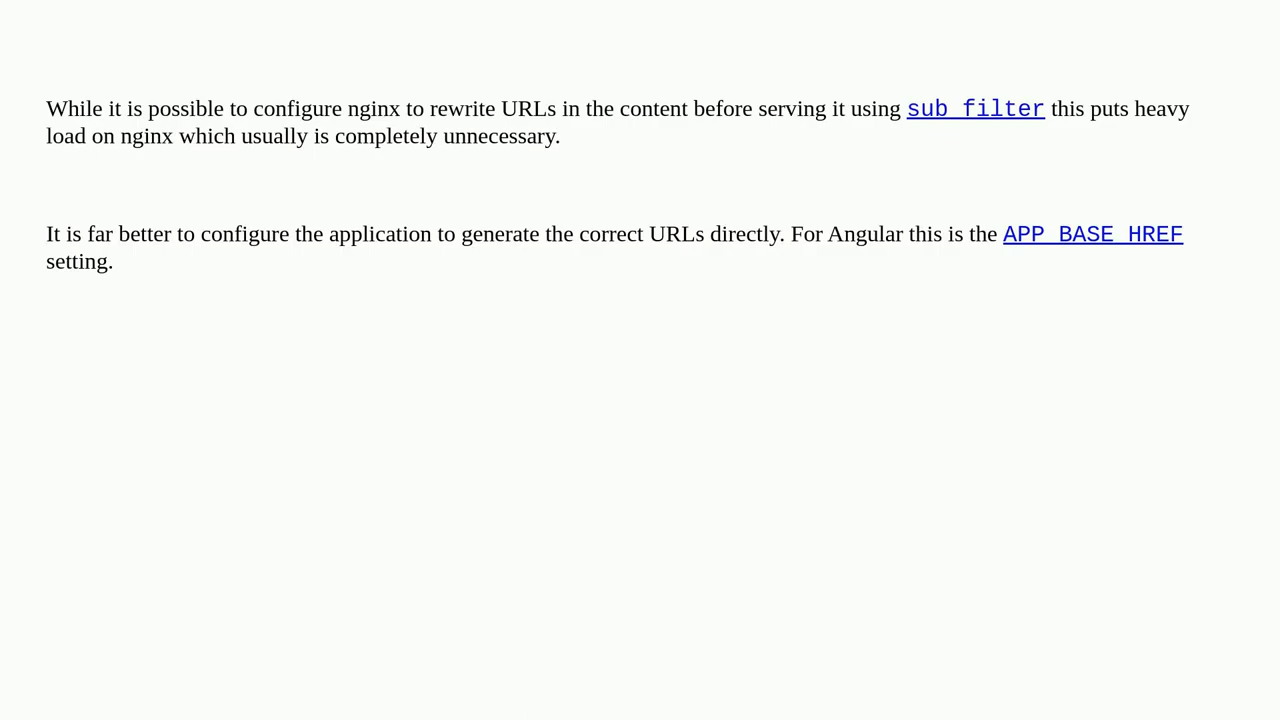 While it is possible to configure nginx to rewrite URLs in the content before serving it using sub_filter this puts heavy
load on nginx which usually is completely unnecessary.
It is far better to configure the application to generate the correct URLs directly. For Angular this is the APP_BASE_HREF
setting.